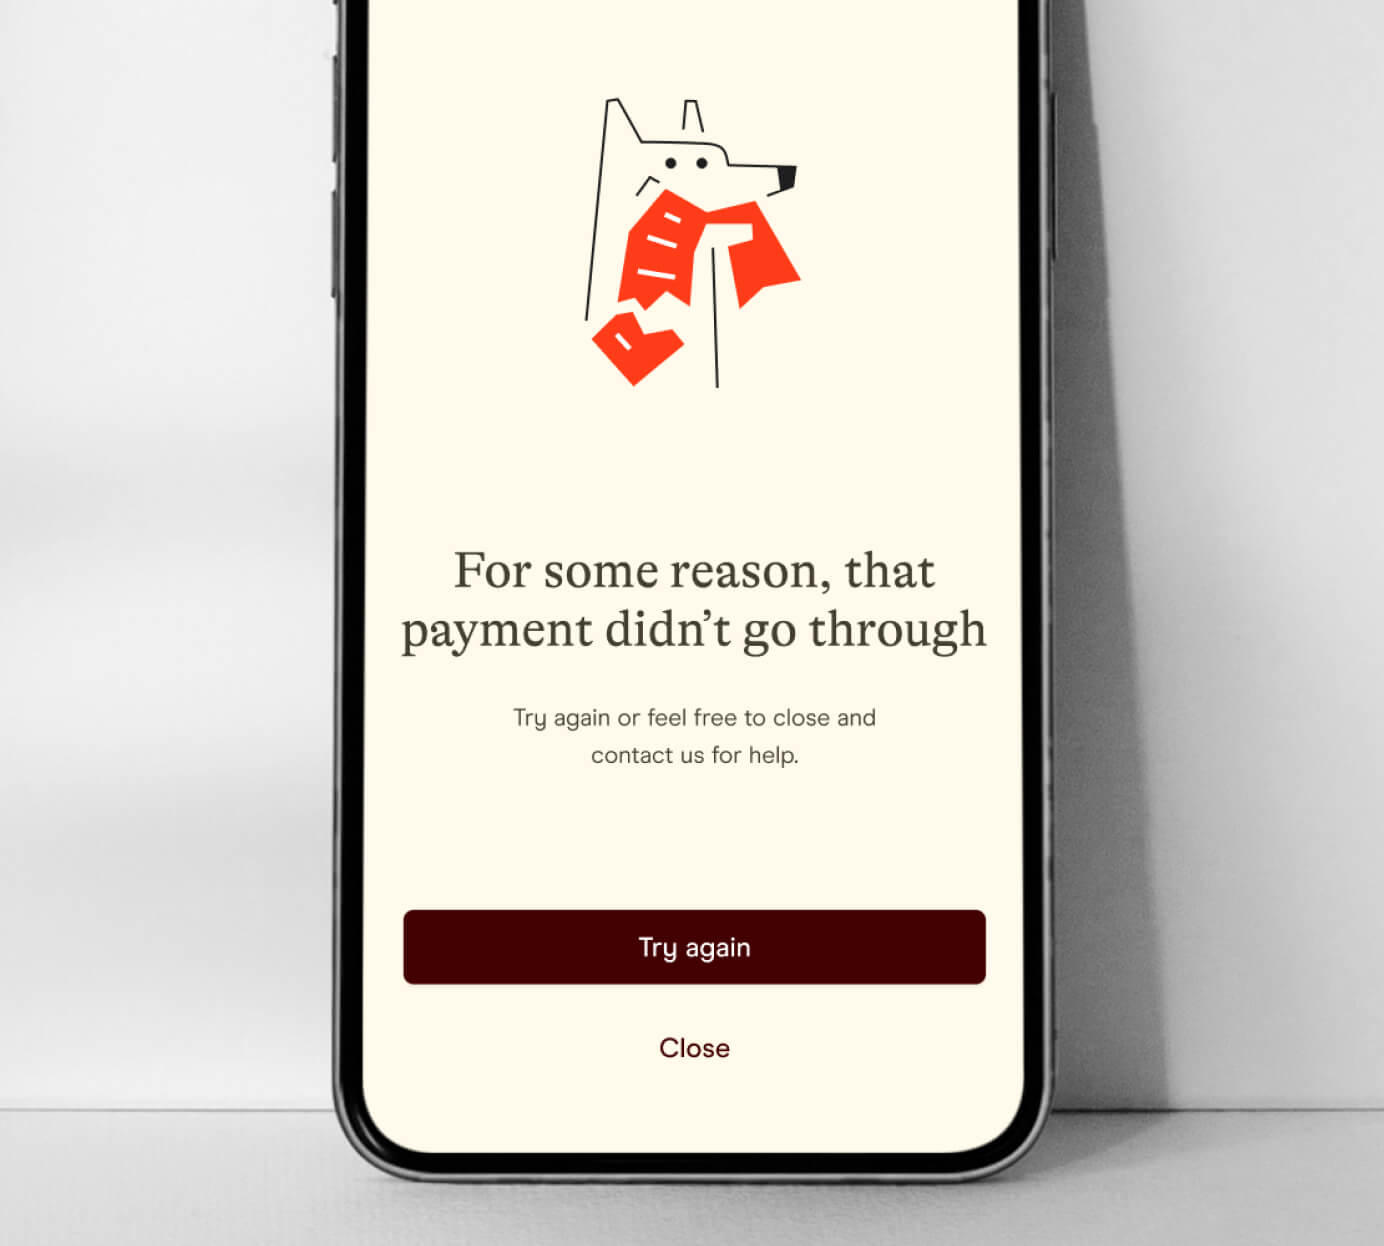 For some reason, that
payment didn’t go through
Try again or feel free to close and
contact us for help.
Try again
Close